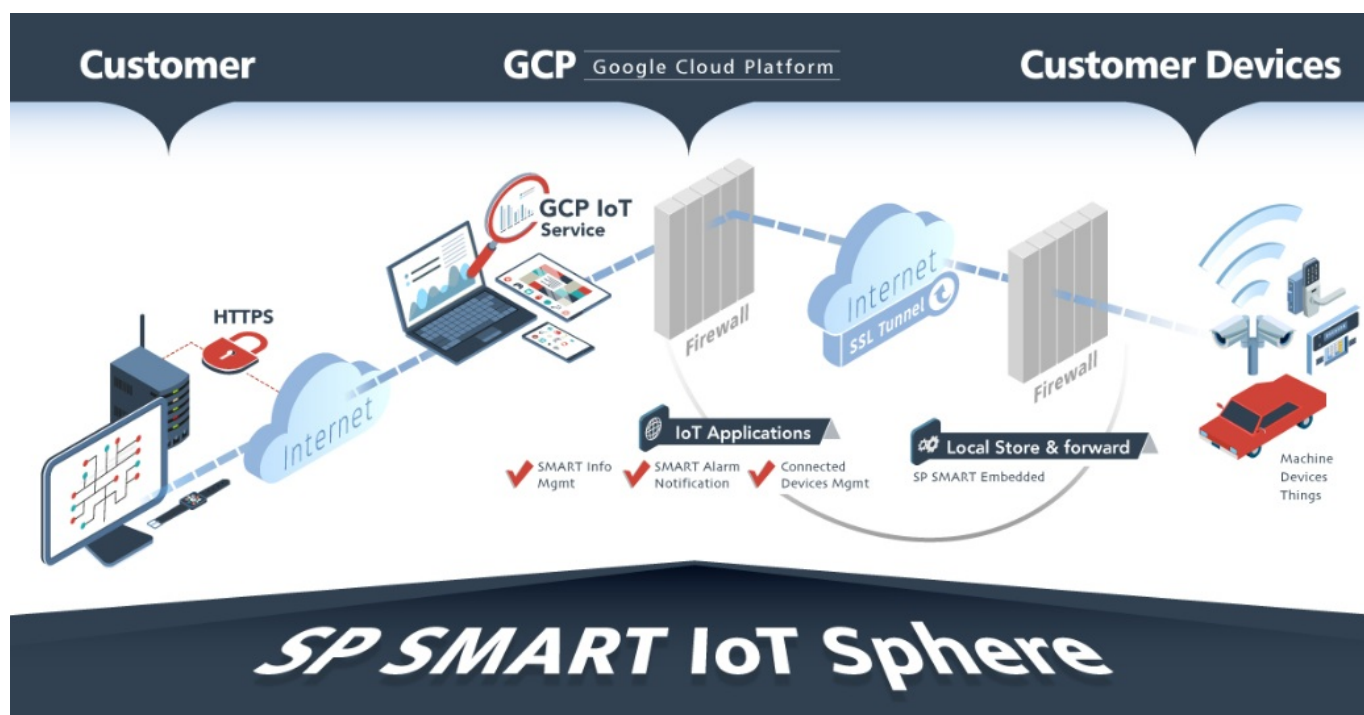 Customer
GCP Google Cloud Platform
Customer Devices
GCP IoT
Service
HTTPS
Internet
Firewall
Internet
SSL Tunnel
Firewall
IoT Applications
SMART Info
Mgmt
SMART Alarm
Notification
Connected
Devices Mgmt
Local Store & forward
SP SMART Embedded
Machine
Devices
Things
SP SMART IoT Sphere